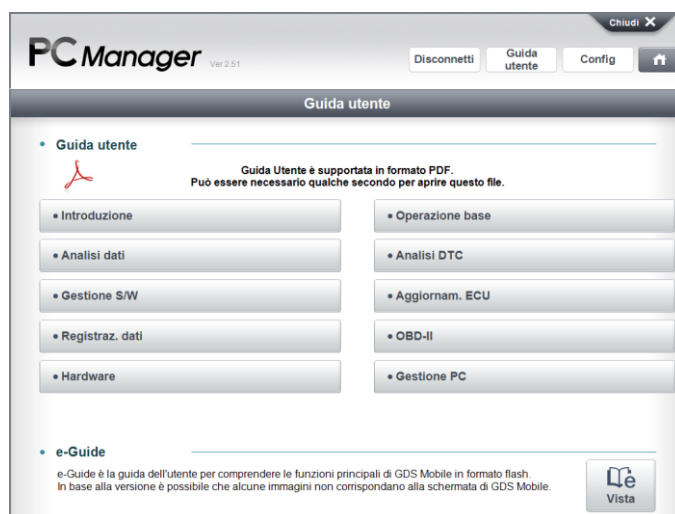 Chiudi X
PC Manager Ver 2.51
Disconnetti
Guida
utente
Config
Guida utente
Guida utente
Guida Utente è supportata in formato PDF.
Può essere necessario qualche secondo per aprire questo file.
Introduzione
Operazione base
Analisi dati
Analisi DTC
Gestione S/W
Aggiornam. ECU
Registraz. dati
OBD-II
Hardware
Gestione PC
e-Guide
e-Guide è la guida dell'utente per comprendere le funzioni principali di GDS Mobile in formato flash.
In base alla versione è possibile che alcune immagini non corrispondano alla schermata di GDS Mobile.
Vista